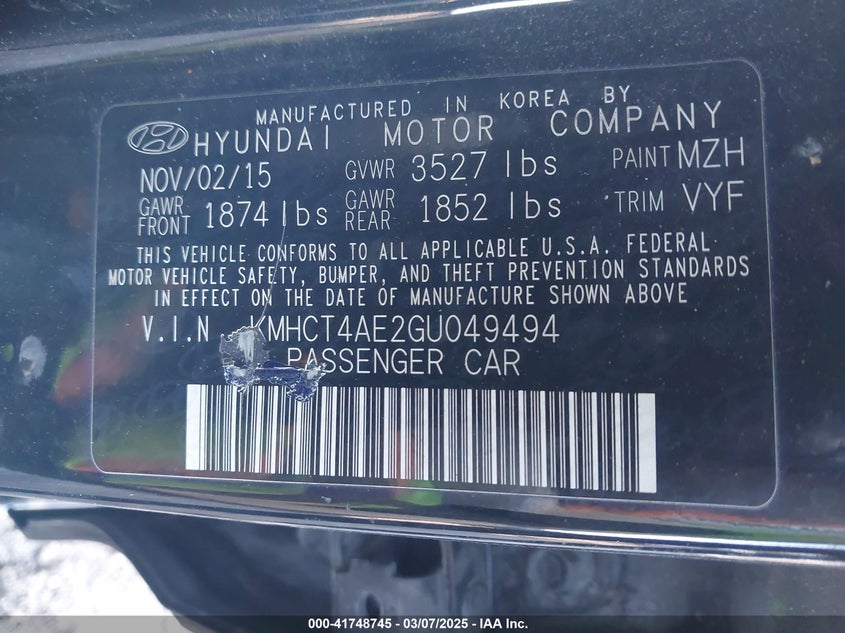 MANUFACTURED IN KOREA BY
HYUNDAI MOTOR COMPANY
NOV/02/15 GVWR 3527 lbs PAINT MZH
GAWR FRONT 1874 lbs GAWR REAR 1852 lbs TRIM VYF
THIS VEHICLE CONFORMS TO ALL APPLICABLE U.S.A. FEDERAL
MOTOR VEHICLE SAFETY, BUMPER, AND THEFT PREVENTION STANDARDS
IN EFFECT ON THE DATE OF MANUFACTURE SHOWN ABOVE
V.I.N KMHCT4AE2GU049494
PASSENGER CAR
000-41748745 — 03/07/2025 — IAA Inc.